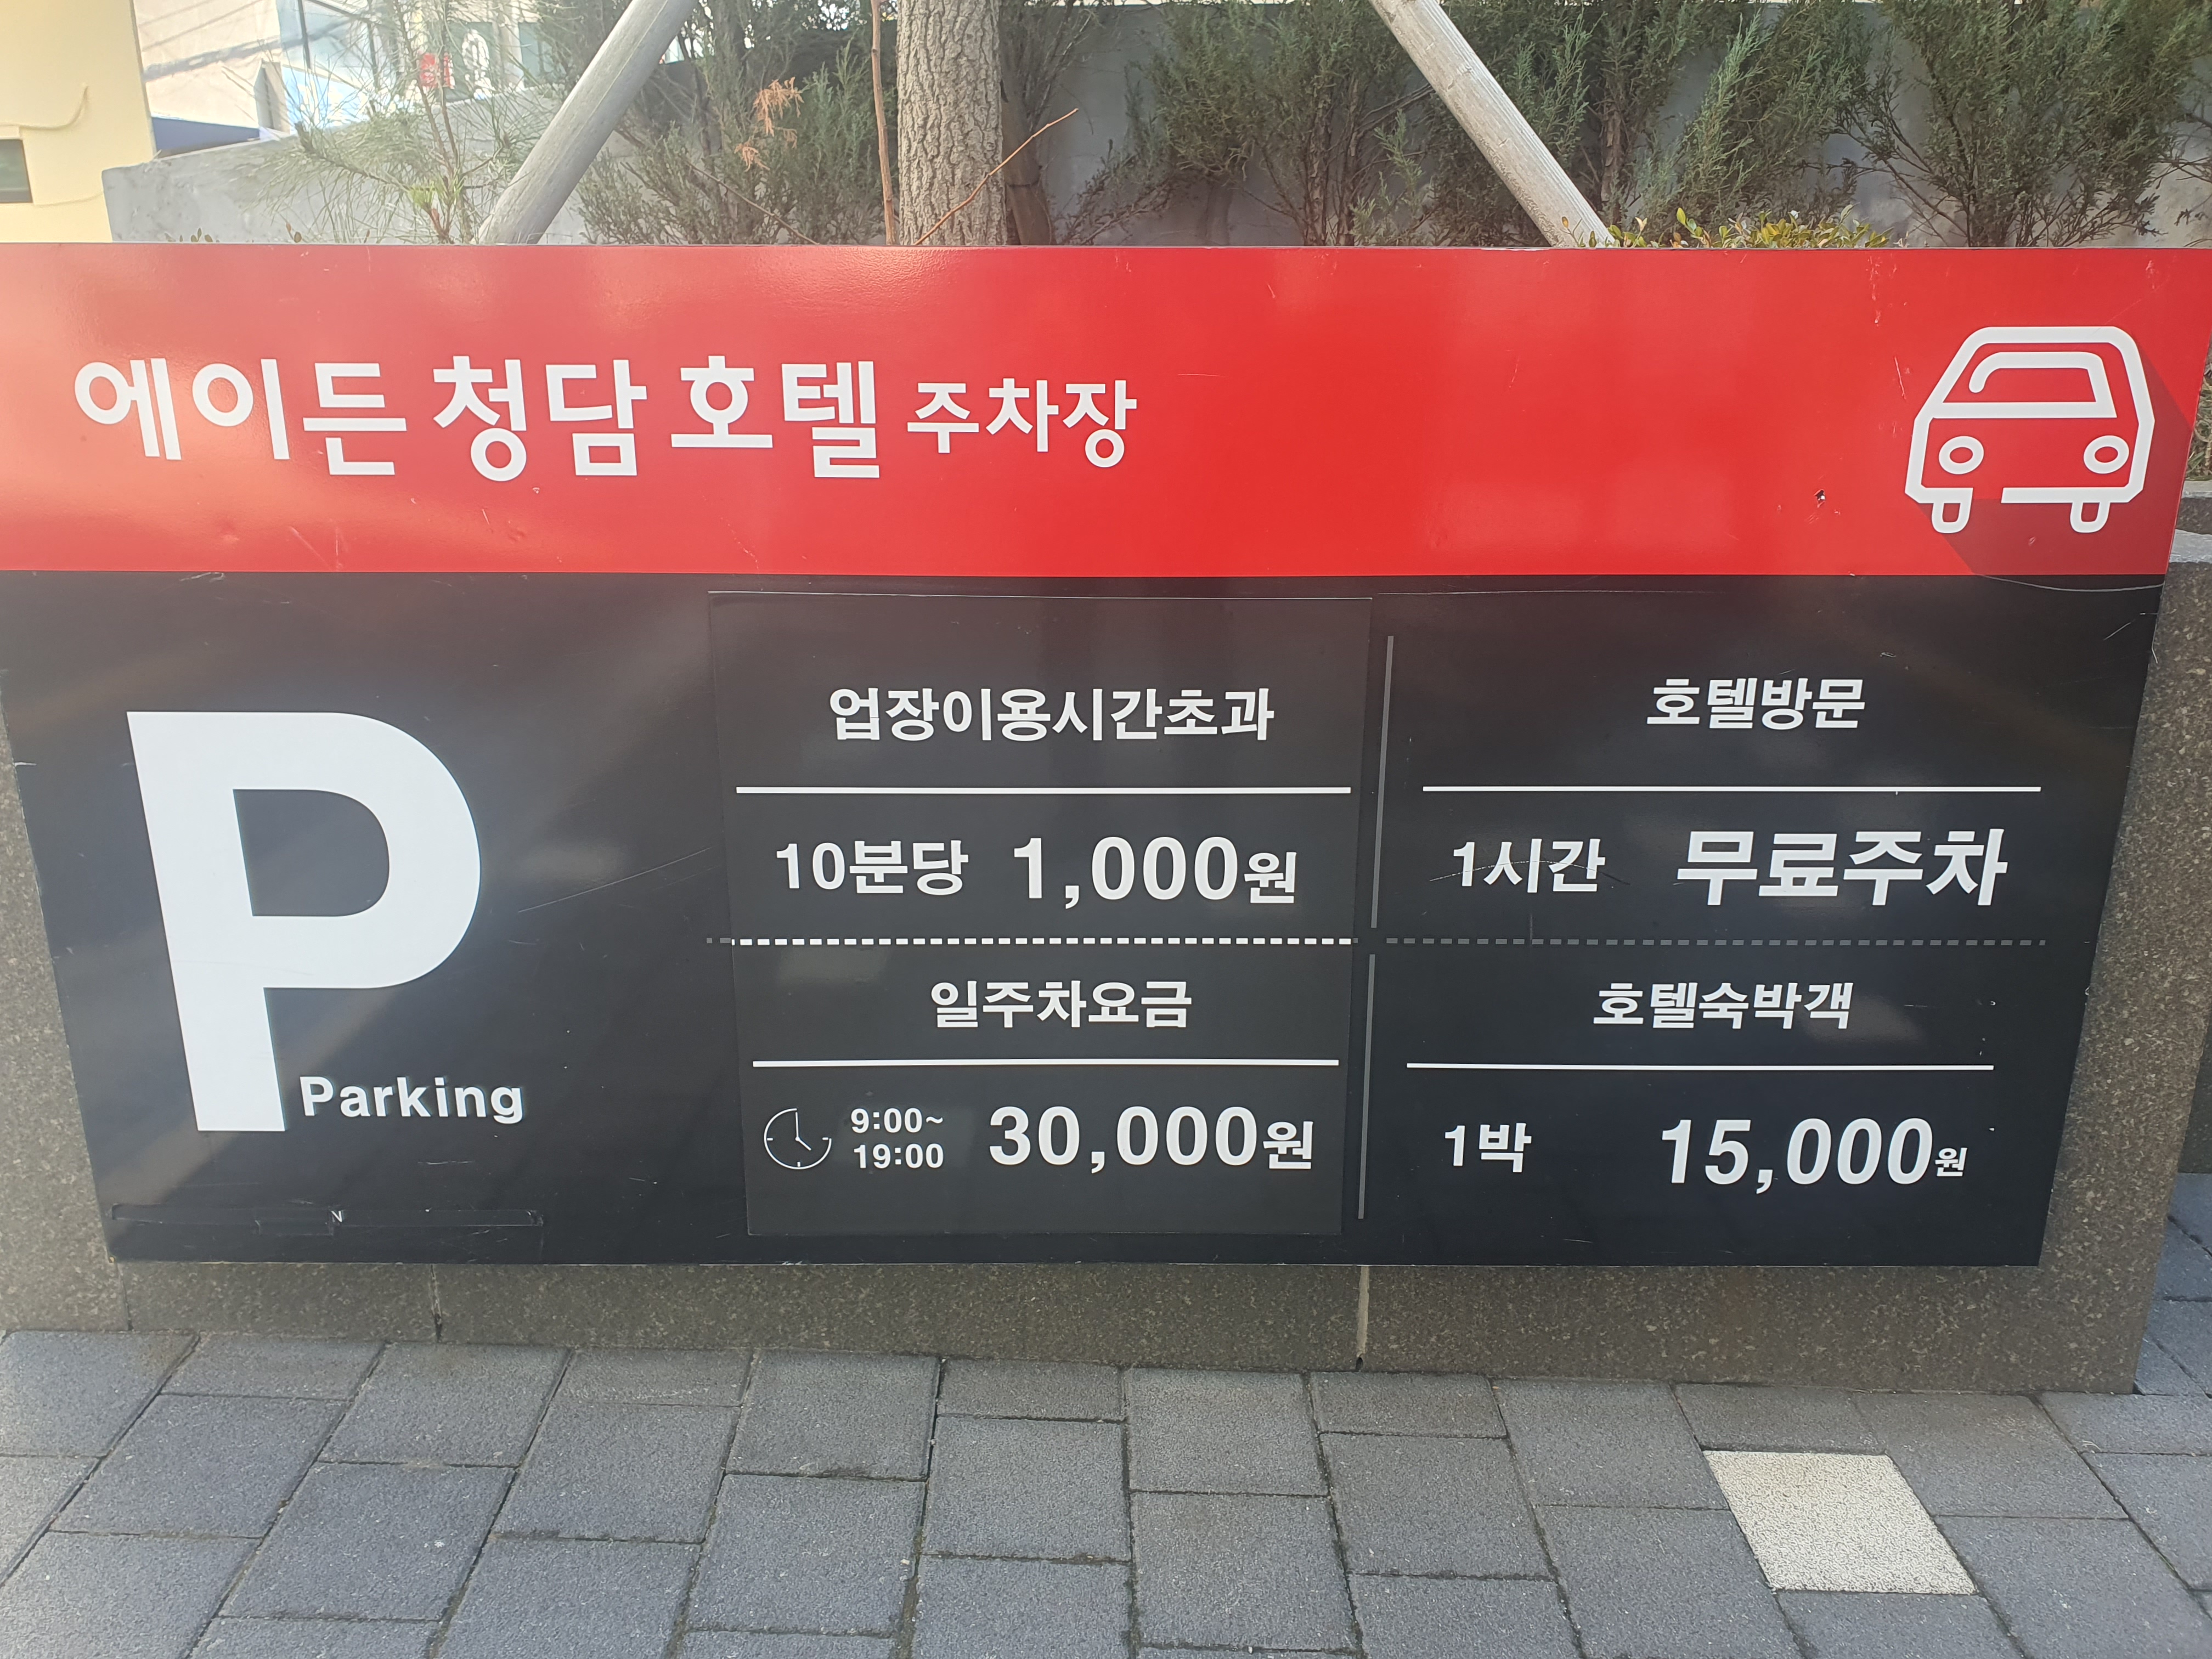 에이든 청담 호텔 주차장
P
Parking
업장이용시간초과
10분당 1,000원
일주차요금
9:00~
19:00
30,000원
호텔방문
1시간 무료주차
호텔숙박객
1박 15,000원